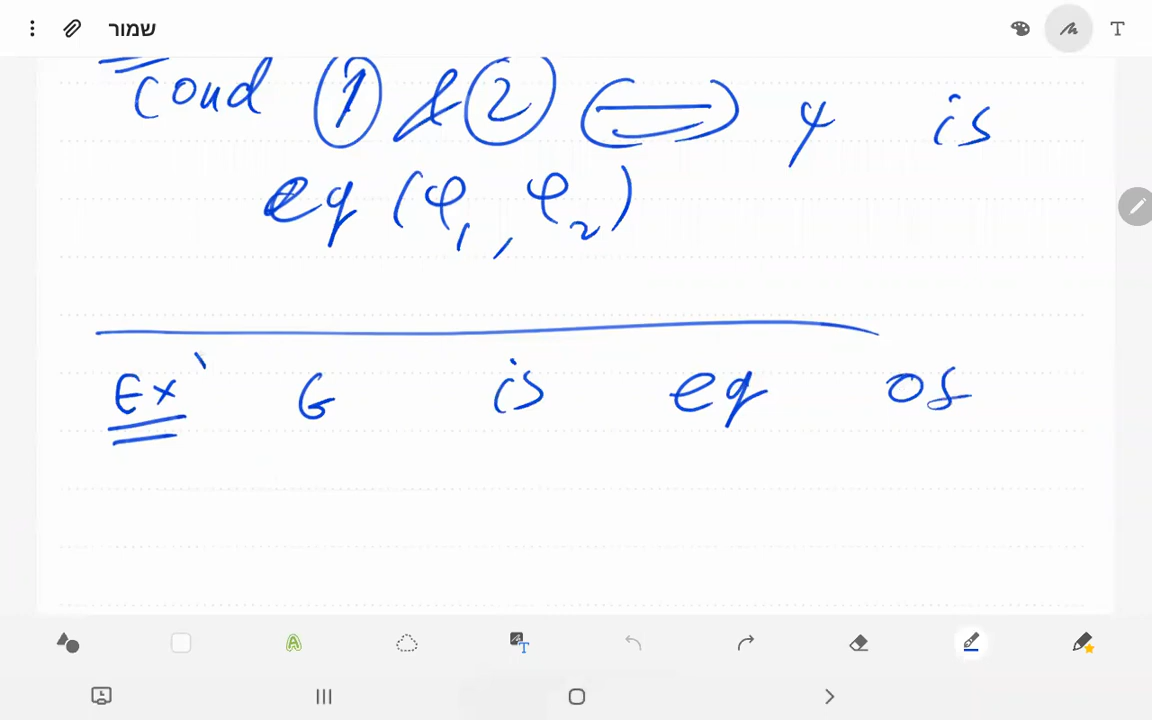 שמור
Cond ① & ② ⟺ ψ is
eq (φ₁, φ₂)
Ex' G is eq of